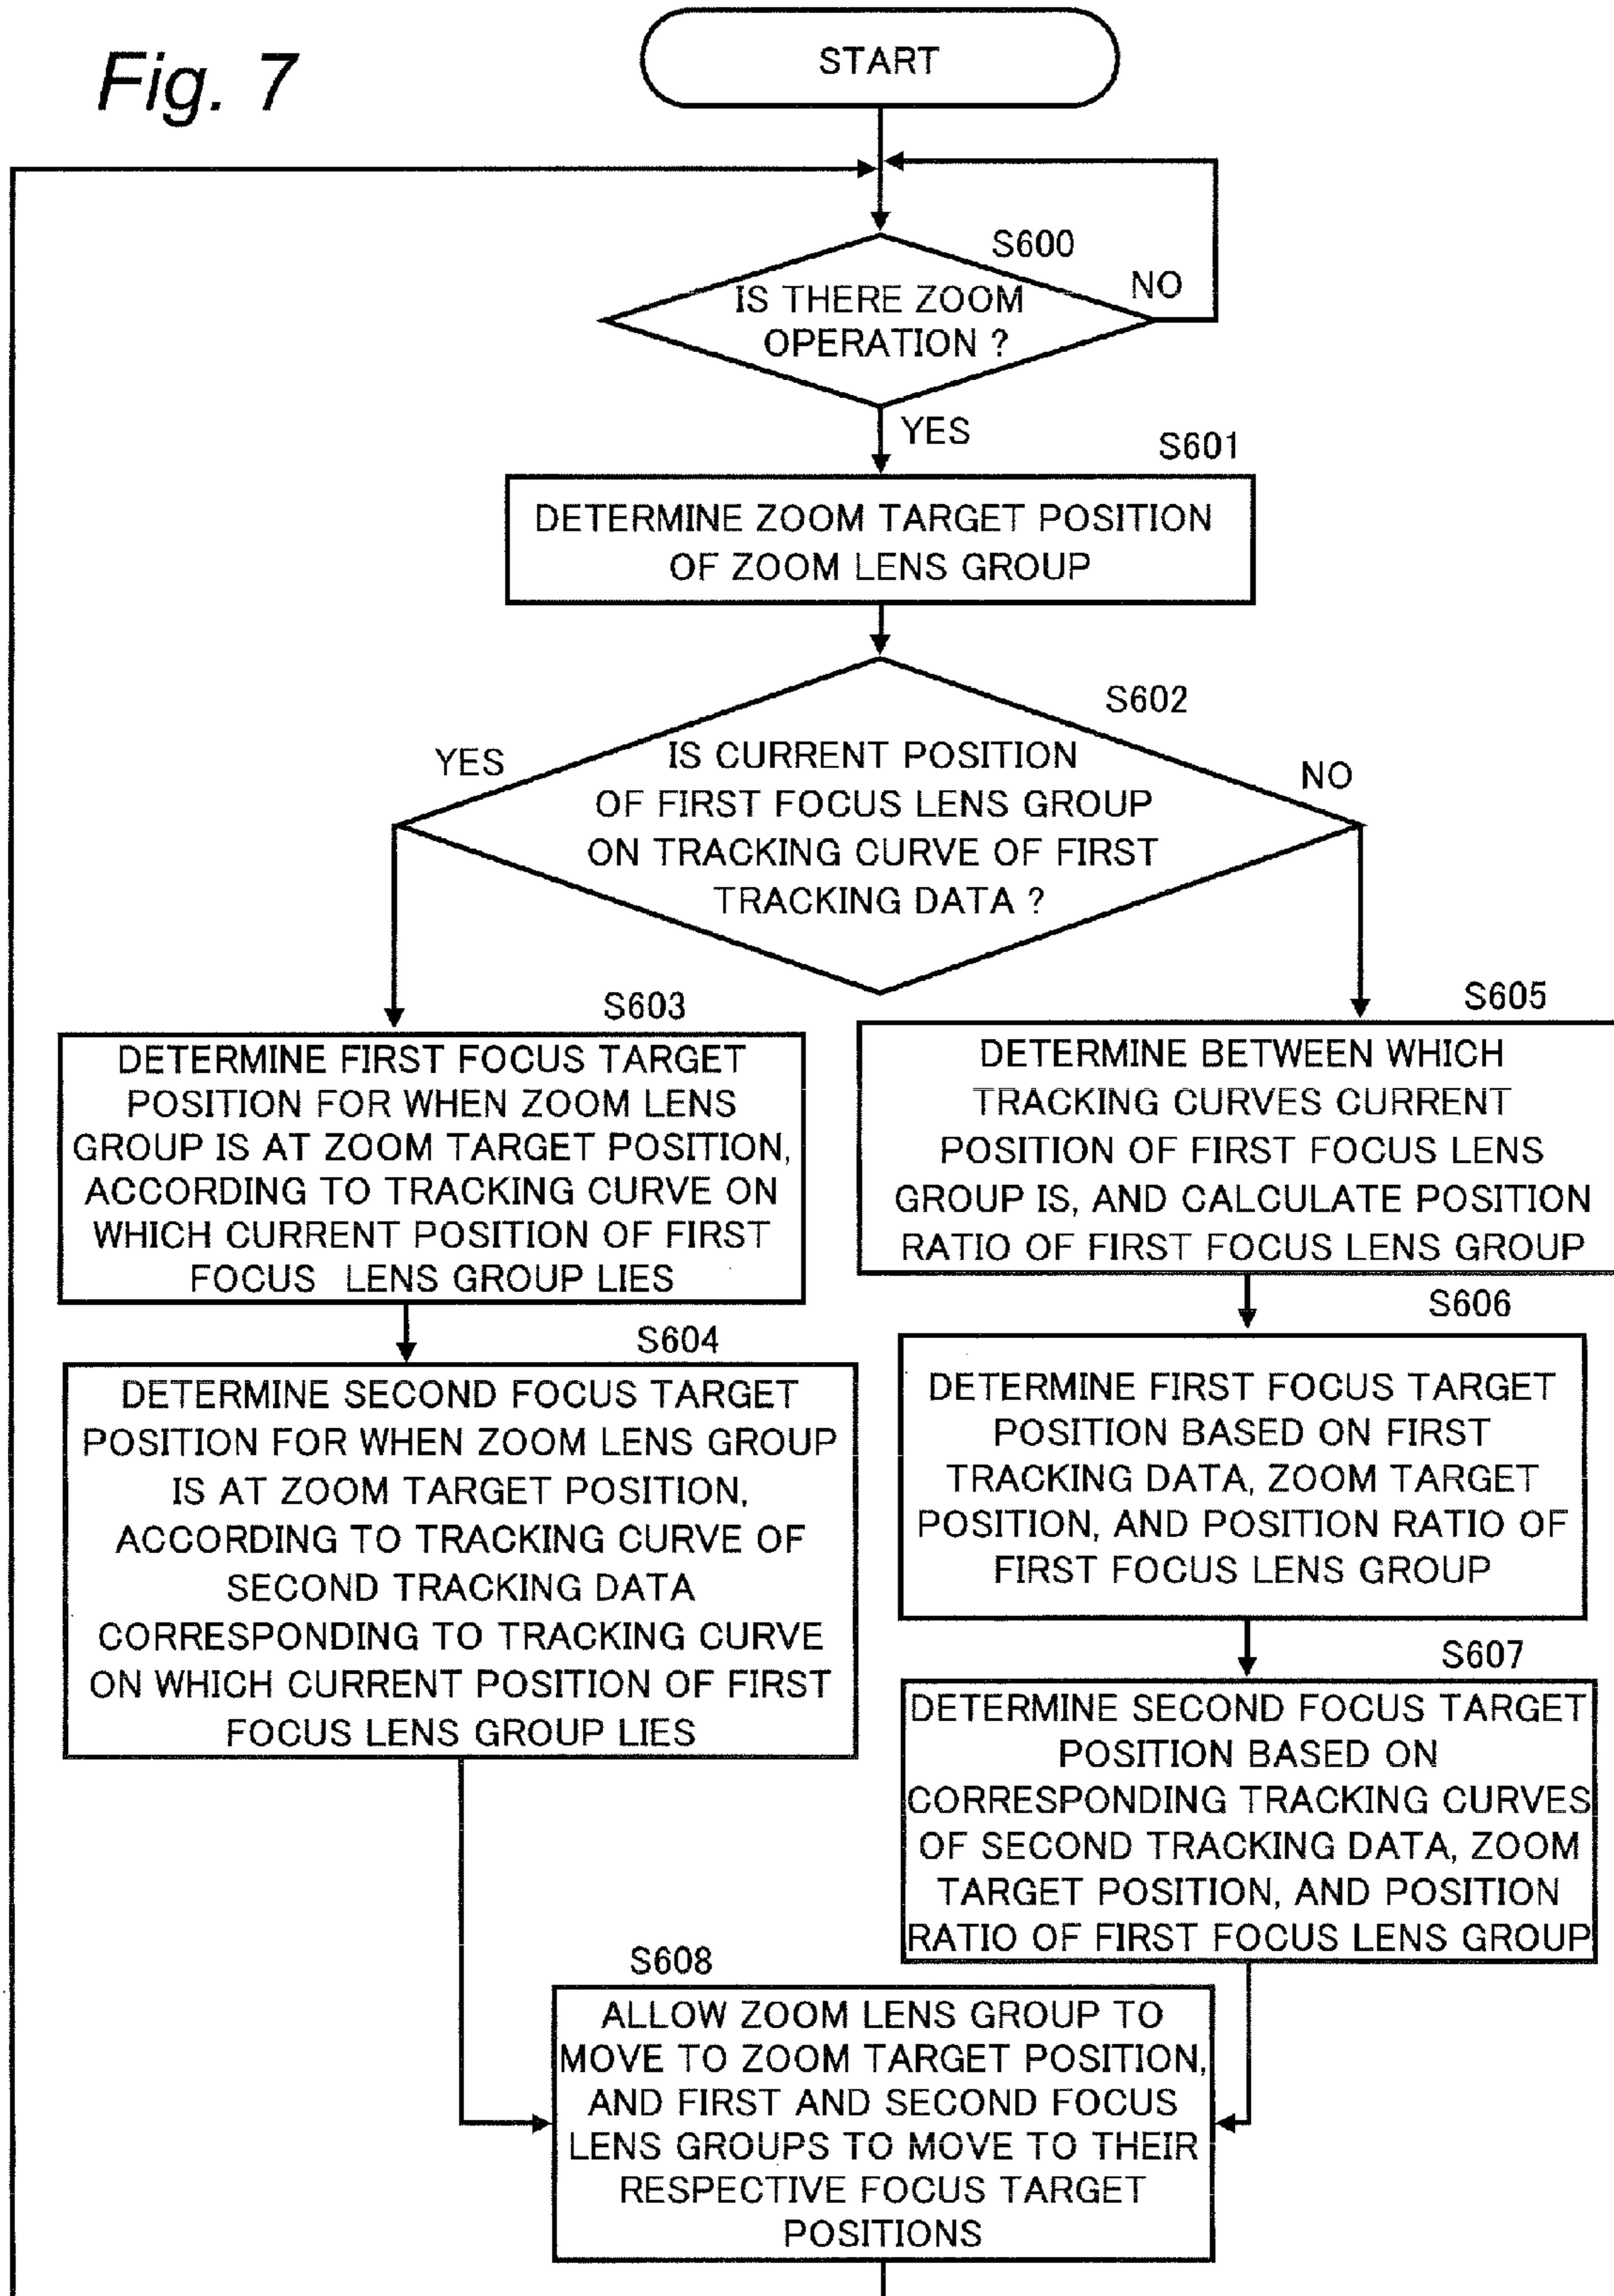 Fig. 7
START
S600
IS THERE ZOOM
OPERATION ?
NO
YES
S601
DETERMINE ZOOM TARGET POSITION
OF ZOOM LENS GROUP
S602
YES
IS CURRENT POSITION
OF FIRST FOCUS LENS GROUP
ON TRACKING CURVE OF FIRST
TRACKING DATA ?
NO
S603
DETERMINE FIRST FOCUS TARGET
POSITION FOR WHEN ZOOM LENS
GROUP IS AT ZOOM TARGET POSITION,
ACCORDING TO TRACKING CURVE ON
WHICH CURRENT POSITION OF FIRST
FOCUS LENS GROUP LIES
S604
DETERMINE SECOND FOCUS TARGET
POSITION FOR WHEN ZOOM LENS GROUP
IS AT ZOOM TARGET POSITION,
ACCORDING TO TRACKING CURVE OF
SECOND TRACKING DATA
CORRESPONDING TO TRACKING CURVE
ON WHICH CURRENT POSITION OF FIRST
FOCUS LENS GROUP LIES
S605
DETERMINE BETWEEN WHICH
TRACKING CURVES CURRENT
POSITION OF FIRST FOCUS LENS
GROUP IS, AND CALCULATE POSITION
RATIO OF FIRST FOCUS LENS GROUP
S606
DETERMINE FIRST FOCUS TARGET
POSITION BASED ON FIRST
TRACKING DATA, ZOOM TARGET
POSITION, AND POSITION RATIO OF
FIRST FOCUS LENS GROUP
S607
DETERMINE SECOND FOCUS TARGET
POSITION BASED ON
CORRESPONDING TRACKING CURVES
OF SECOND TRACKING DATA, ZOOM
TARGET POSITION, AND POSITION
RATIO OF FIRST FOCUS LENS GROUP
S608
ALLOW ZOOM LENS GROUP TO
MOVE TO ZOOM TARGET POSITION,
AND FIRST AND SECOND FOCUS
LENS GROUPS TO MOVE TO THEIR
RESPECTIVE FOCUS TARGET
POSITIONS